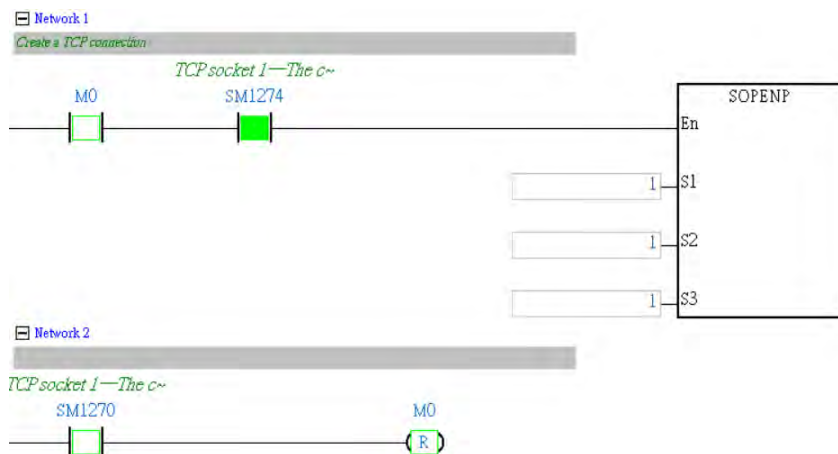 Network 1
Create a TCP connection
TCP socket 1—The c~
M0 SM1274 SOPENP
En
1 S1
1 S2
1 S3
Network 2
TCP socket 1—The c~
SM1270 M0
R